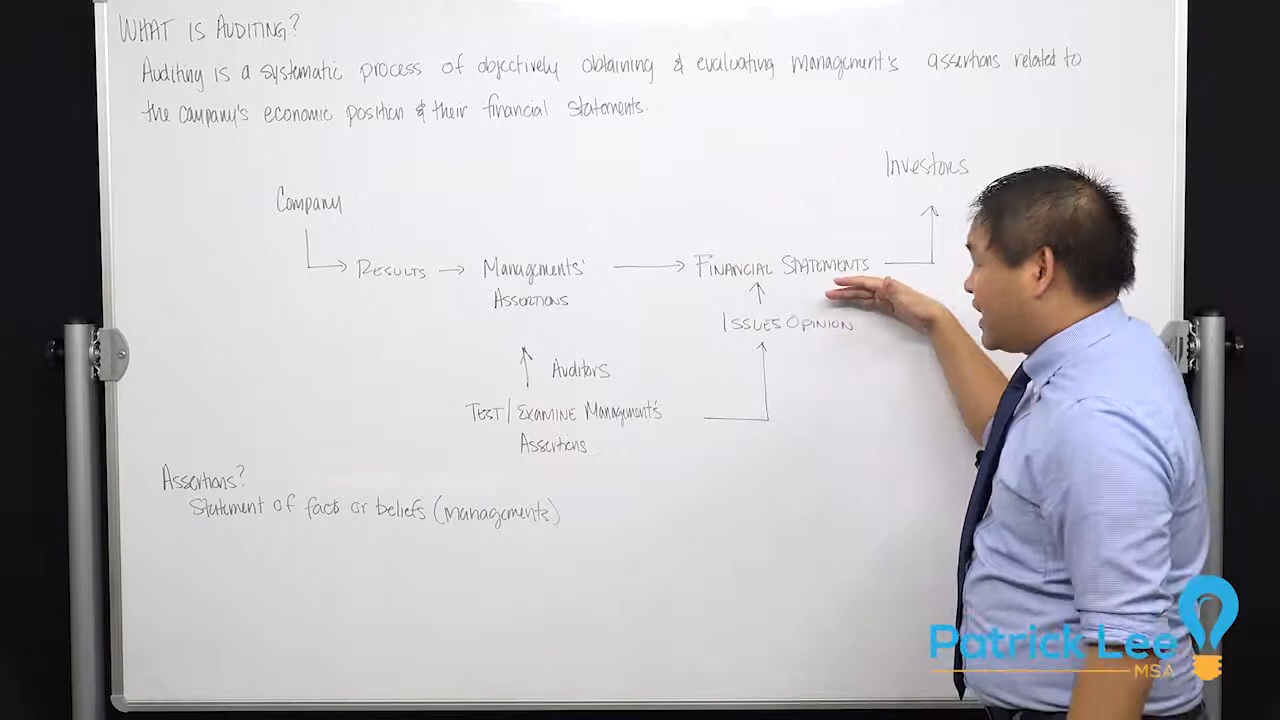 WHAT IS AUDITING?
Auditing is a systematic process of objectively obtaining & evaluating management's assertions related to
the company's economic position & their financial statements.
Investors
Company
RESULTS
Managements'
ASSERTIONS
FINANCIAL STATEMENTS
ISSUES OPINION
Auditors
TEST/EXAMINE Management's
Assertions
Assertions?
Statement of facts or beliefs (managements)
Patrick Lee
MSA